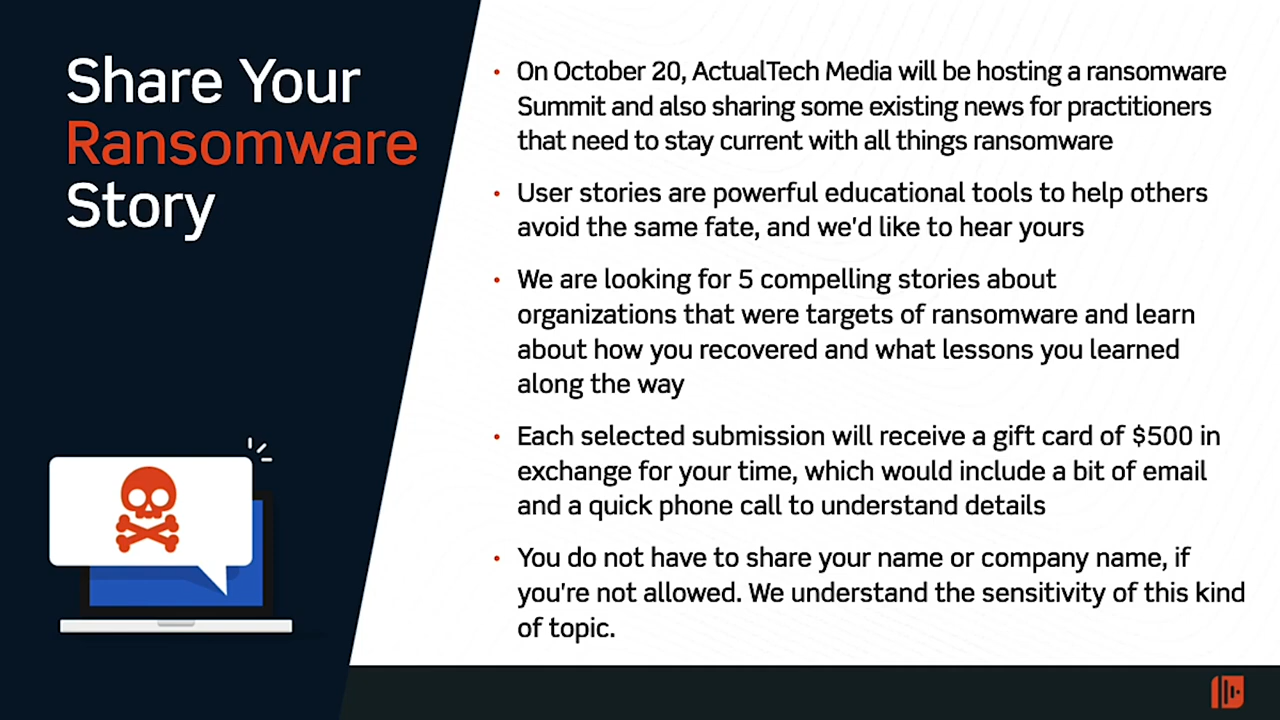 Share Your
Ransomware
Story
• On October 20, ActualTech Media will be hosting a ransomware
Summit and also sharing some existing news for practitioners
that need to stay current with all things ransomware
• User stories are powerful educational tools to help others
avoid the same fate, and we'd like to hear yours
• We are looking for 5 compelling stories about
organizations that were targets of ransomware and learn
about how you recovered and what lessons you learned
along the way
• Each selected submission will receive a gift card of $500 in
exchange for your time, which would include a bit of email
and a quick phone call to understand details
• You do not have to share your name or company name, if
you're not allowed. We understand the sensitivity of this kind
of topic.